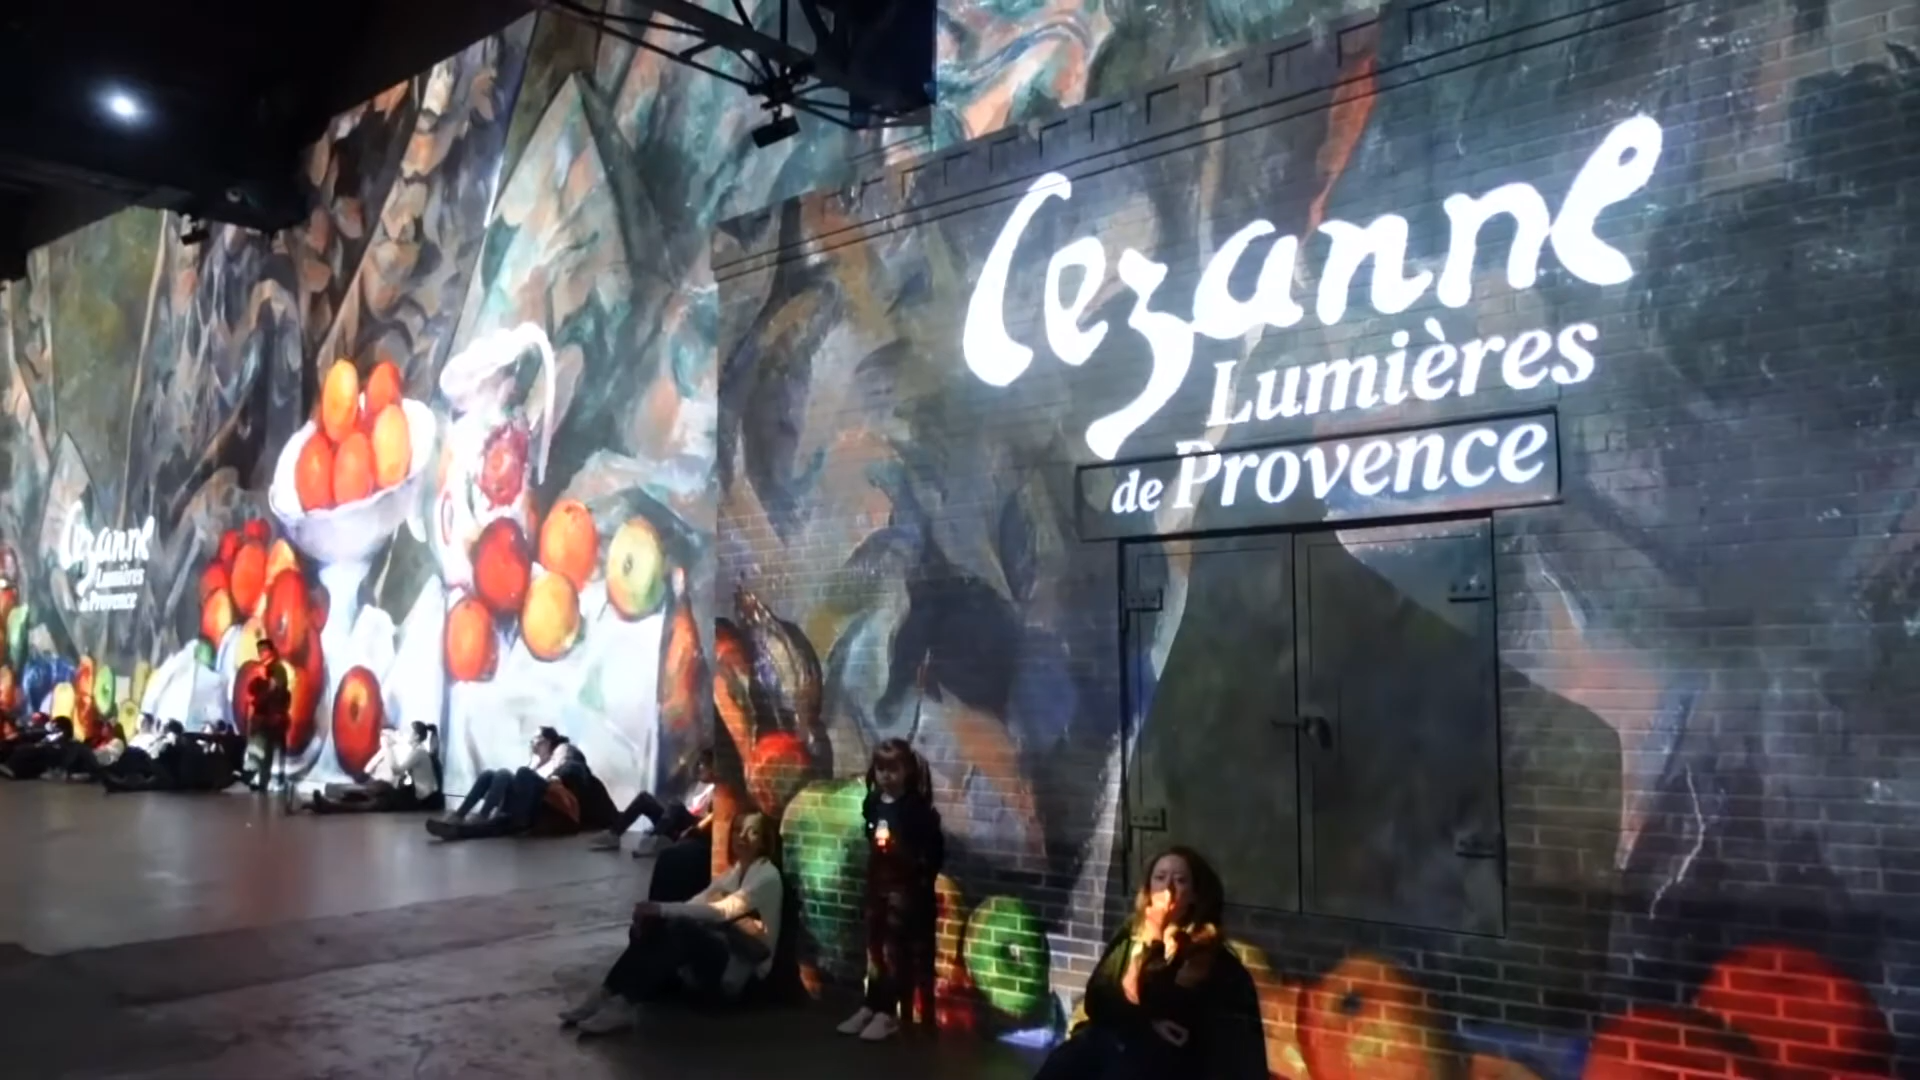 Cezanne
Lumières
de Provence
Cezanne
Lumières
de Provence